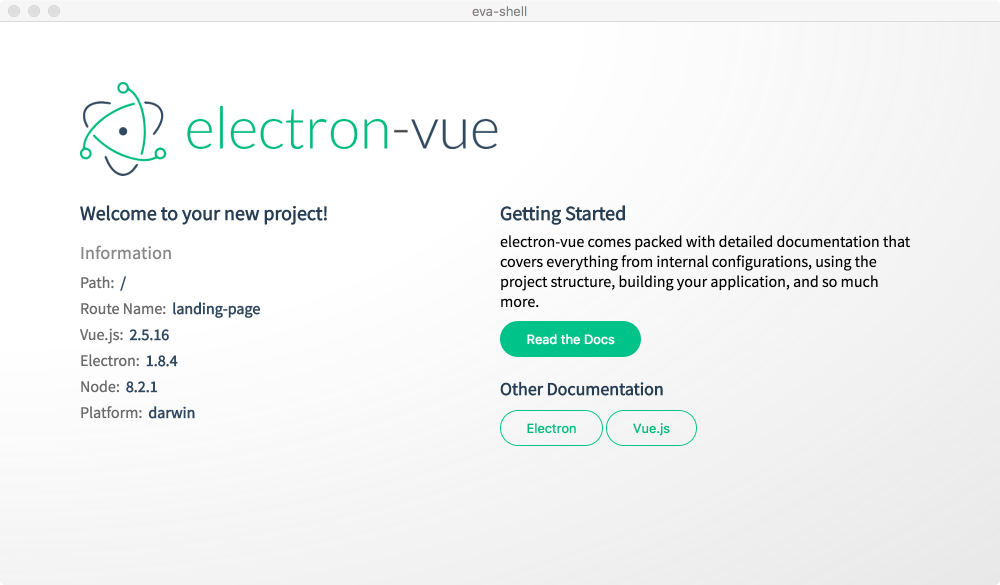 eva-shell
electron-vue
Welcome to your new project!
Information
Path: /
Route Name: landing-page
Vue.js: 2.5.16
Electron: 1.8.4
Node: 8.2.1
Platform: darwin
Getting Started
electron-vue comes packed with detailed documentation that
covers everything from internal configurations, using the
project structure, building your application, and so much
more.
Read the Docs
Other Documentation
Electron
Vue.js